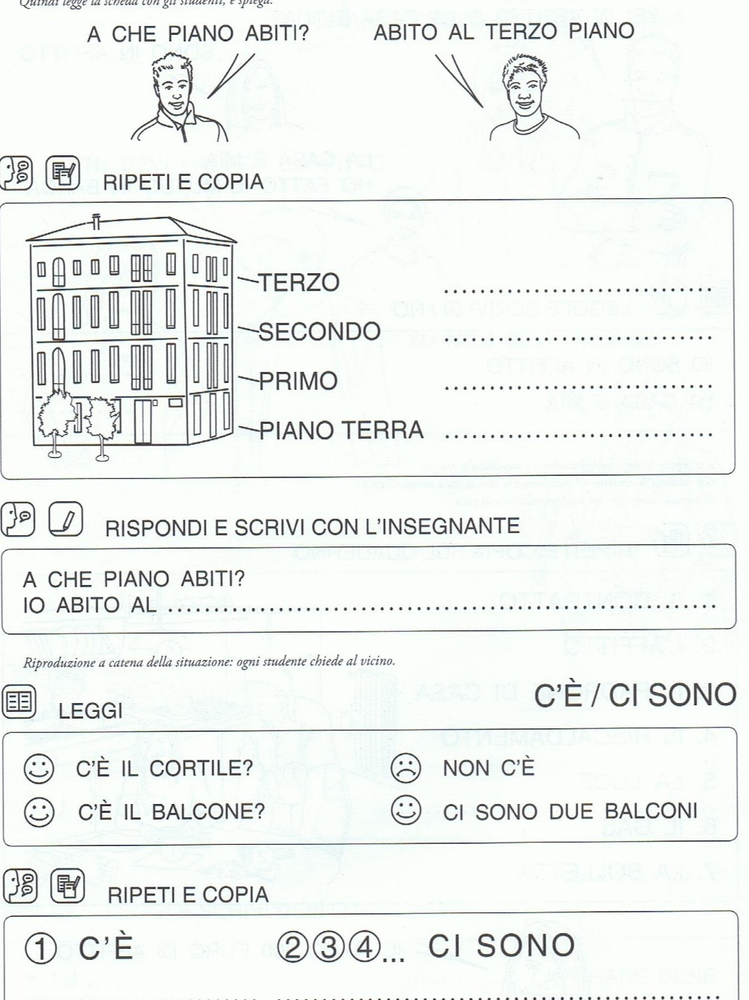 Quindi legge la scheda con gli studenti, e spiega.
A CHE PIANO ABITI?
ABITO AL TERZO PIANO
RIPETI E COPIA
TERZO
SECONDO
PRIMO
PIANO TERRA
RISPONDI E SCRIVI CON L'INSEGNANTE
A CHE PIANO ABITI?
IO ABITO AL
Riproduzione a catena della situazione: ogni studente chiede al vicino.
LEGGI
C'È / CI SONO
C'È IL CORTILE?
NON C'È
C'È IL BALCONE?
CI SONO DUE BALCONI
RIPETI E COPIA
1 C'È
2 3 4... CI SONO